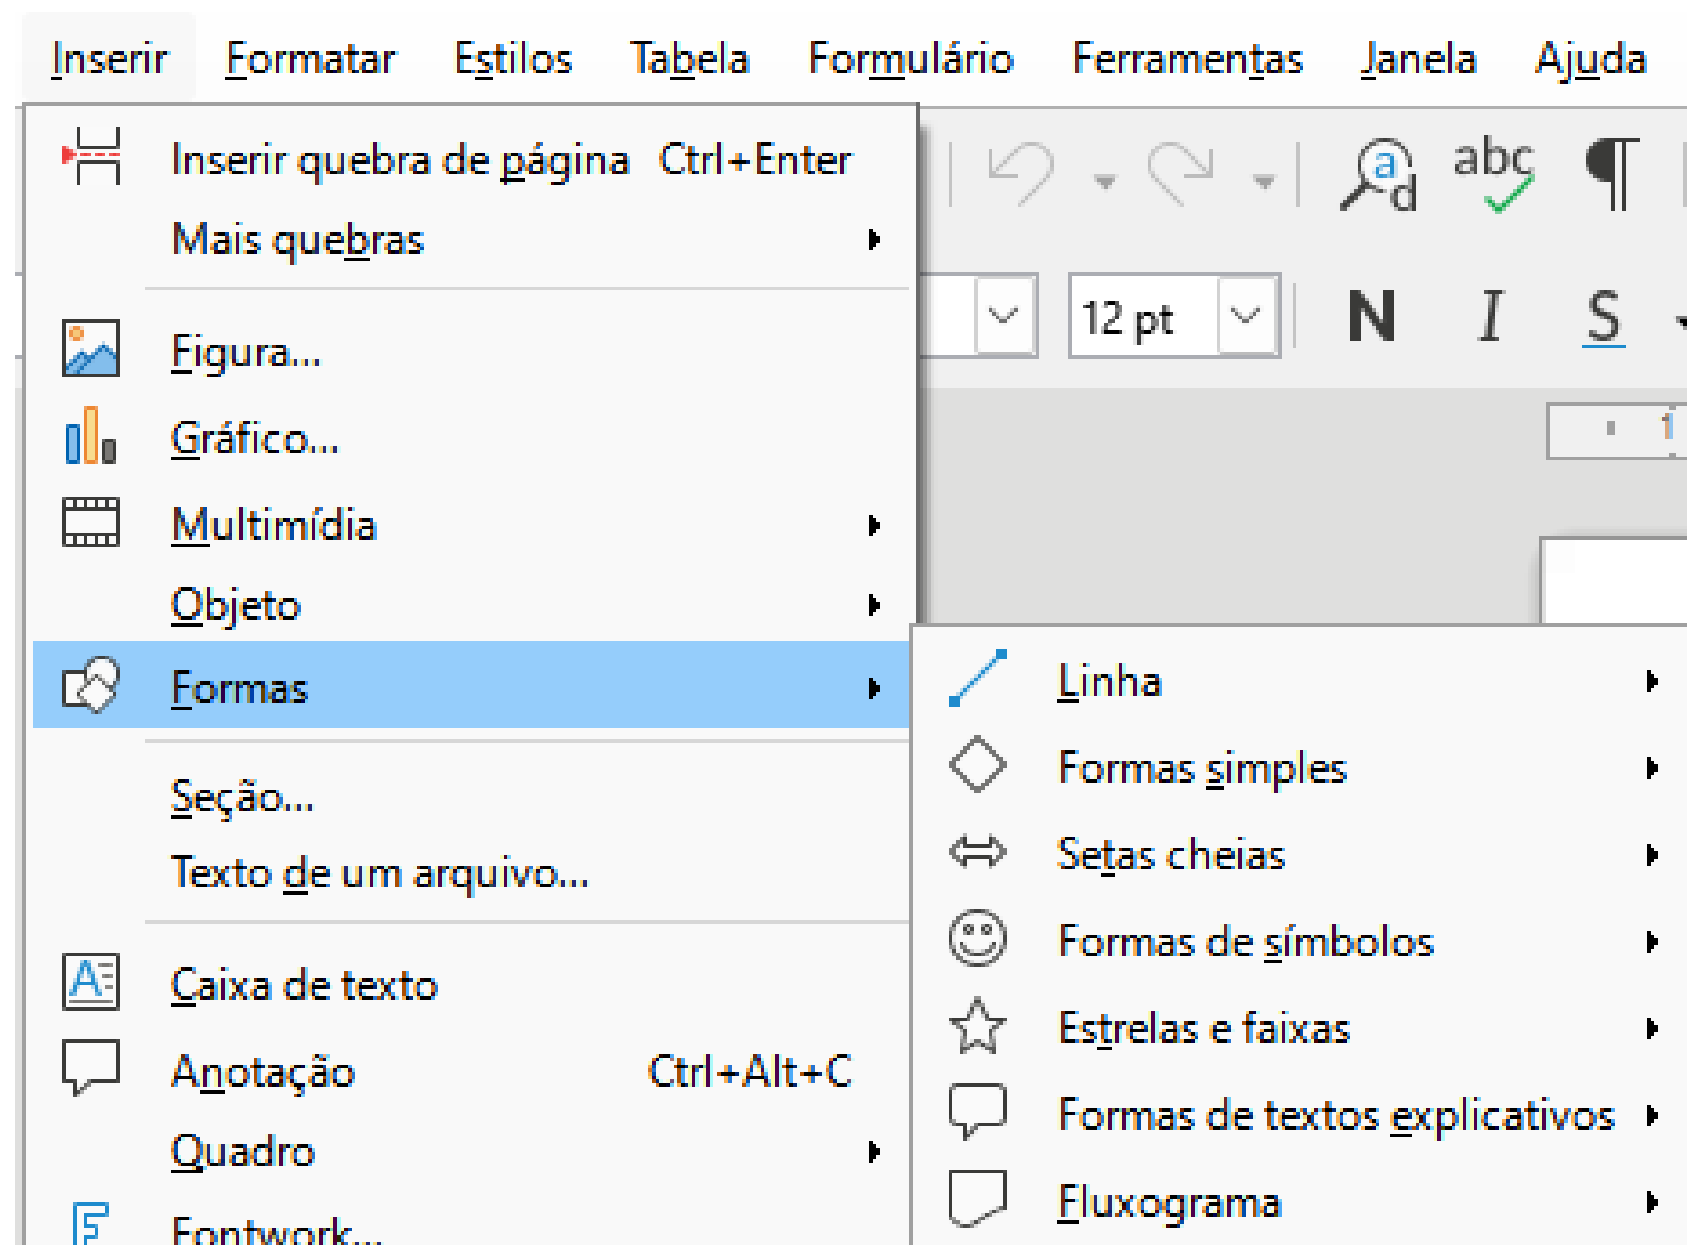 Inserir Formatar Estilos Tabela Formulário Ferramentas Janela Ajuda
Inserir quebra de página Ctrl+Enter
Mais quebras
abc
12 pt N I S
Figura...
Gráfico...
1
Multimídia
Objeto
Formas
Linha
Formas simples
Seção...
Setas cheias
Texto de um arquivo...
Formas de símbolos
Caixa de texto
Estrelas e faixas
Anotação Ctrl+Alt+C
Formas de textos explicativos
Quadro
Fluxograma
Fontwork...